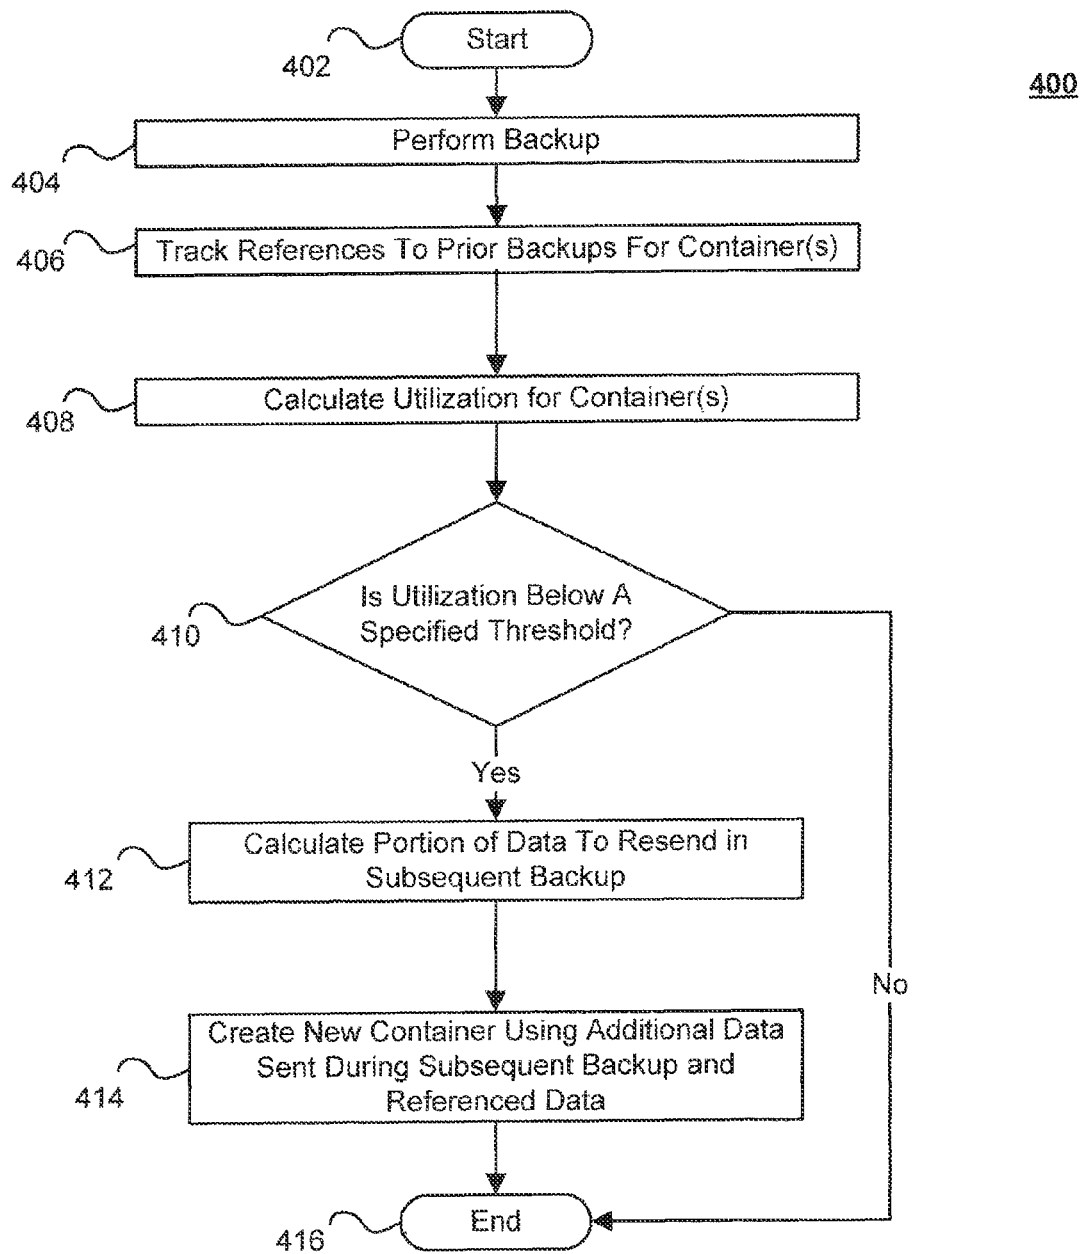 Start
402
400
Perform Backup
404
Track References To Prior Backups For Container(s)
406
Calculate Utilization for Container(s)
408
Is Utilization Below A
Specified Threshold?
410
Yes
Calculate Portion of Data To Resend in
Subsequent Backup
412
No
Create New Container Using Additional Data
Sent During Subsequent Backup and
Referenced Data
414
End
416